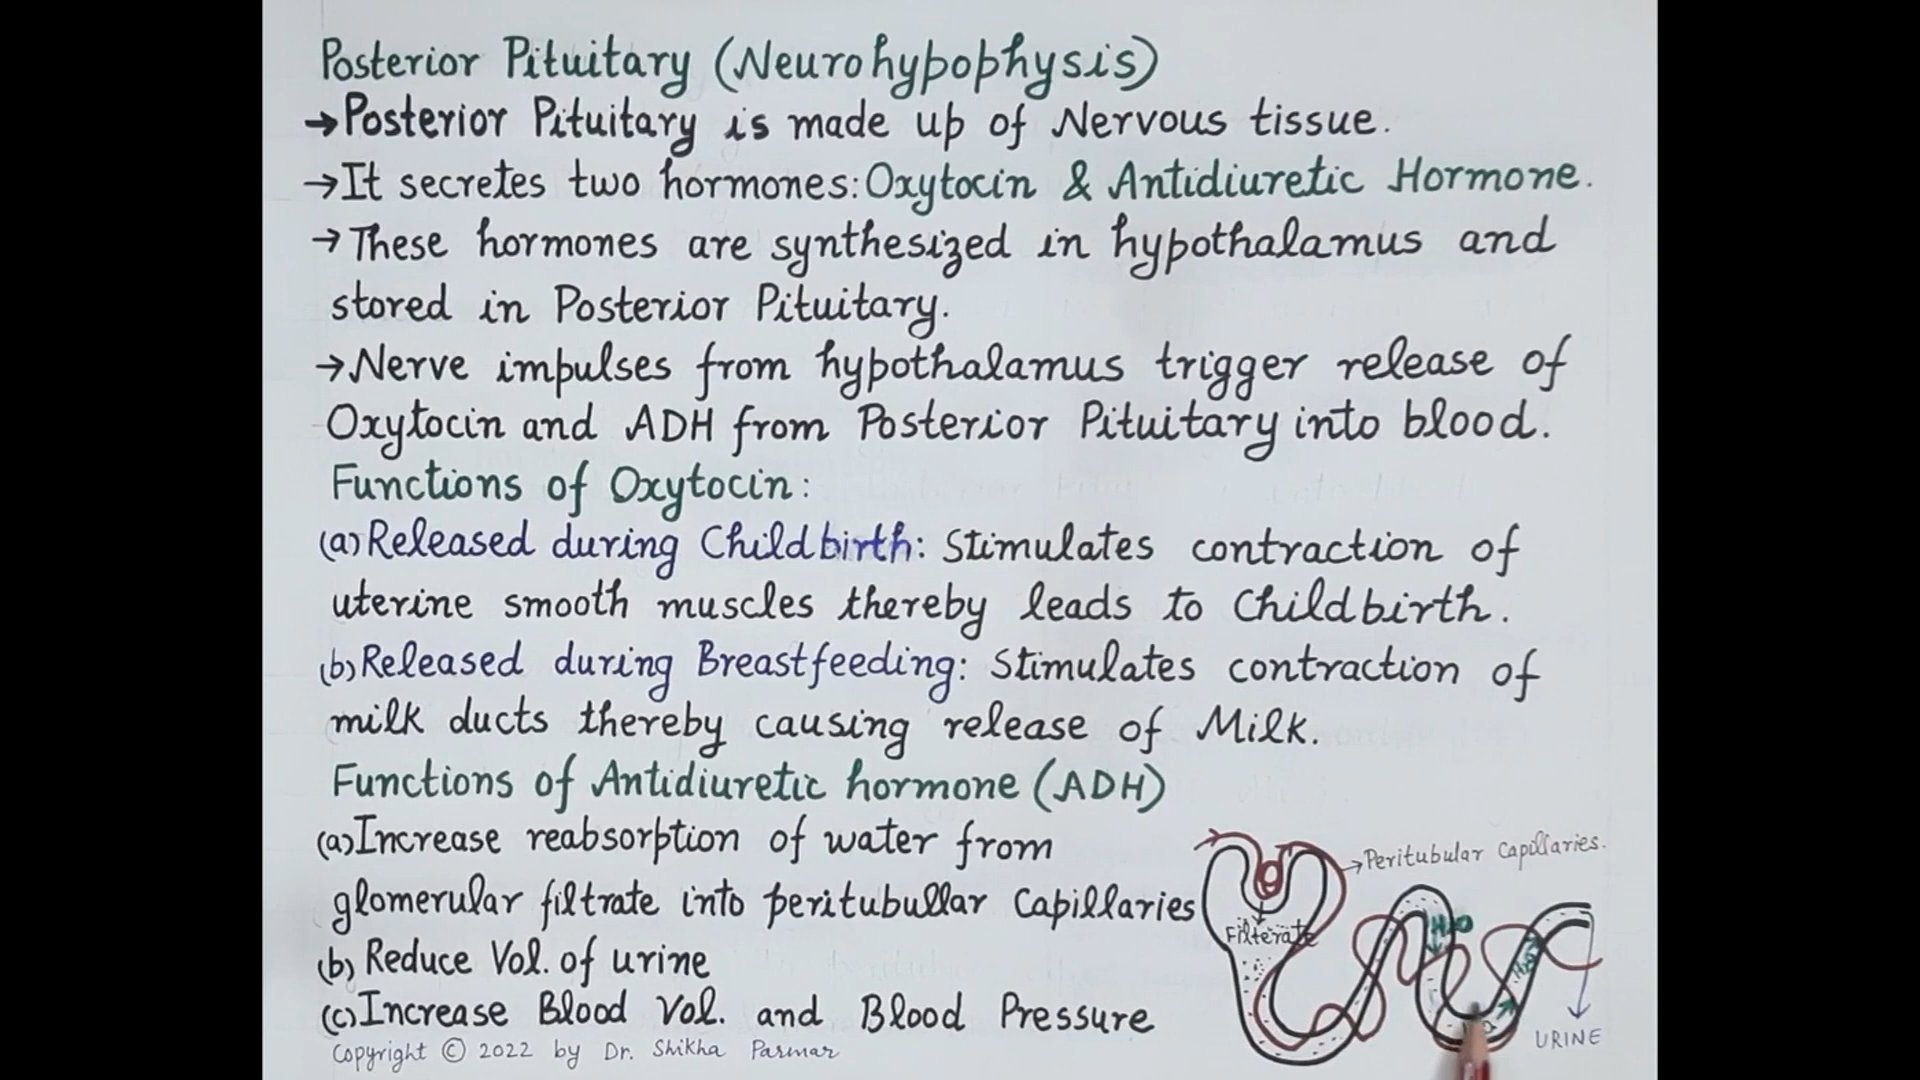 Posterior Pituitary (Neurohypophysis)
→Posterior Pituitary is made up of Nervous tissue.
→It secretes two hormones: Oxytocin & Antidiuretic Hormone.
→These hormones are synthesized in hypothalamus and
stored in Posterior Pituitary.
→Nerve impulses from hypothalamus trigger release of
Oxytocin and ADH from Posterior Pituitary into blood.
Functions of Oxytocin:
(a) Released during Childbirth: Stimulates contraction of
uterine smooth muscles thereby leads to Childbirth.
(b) Released during Breastfeeding: Stimulates contraction of
milk ducts thereby causing release of Milk.
Functions of Antidiuretic hormone (ADH)
(a) Increase reabsorption of water from
glomerular filtrate into peritubullar Capillaries
(b) Reduce Vol. of urine
(c) Increase Blood Vol. and Blood Pressure
Copyright © 2022 by Dr. Shikha Parmar
→Peritubular Capillaries.
Filterate
H2O
H2O
URINE